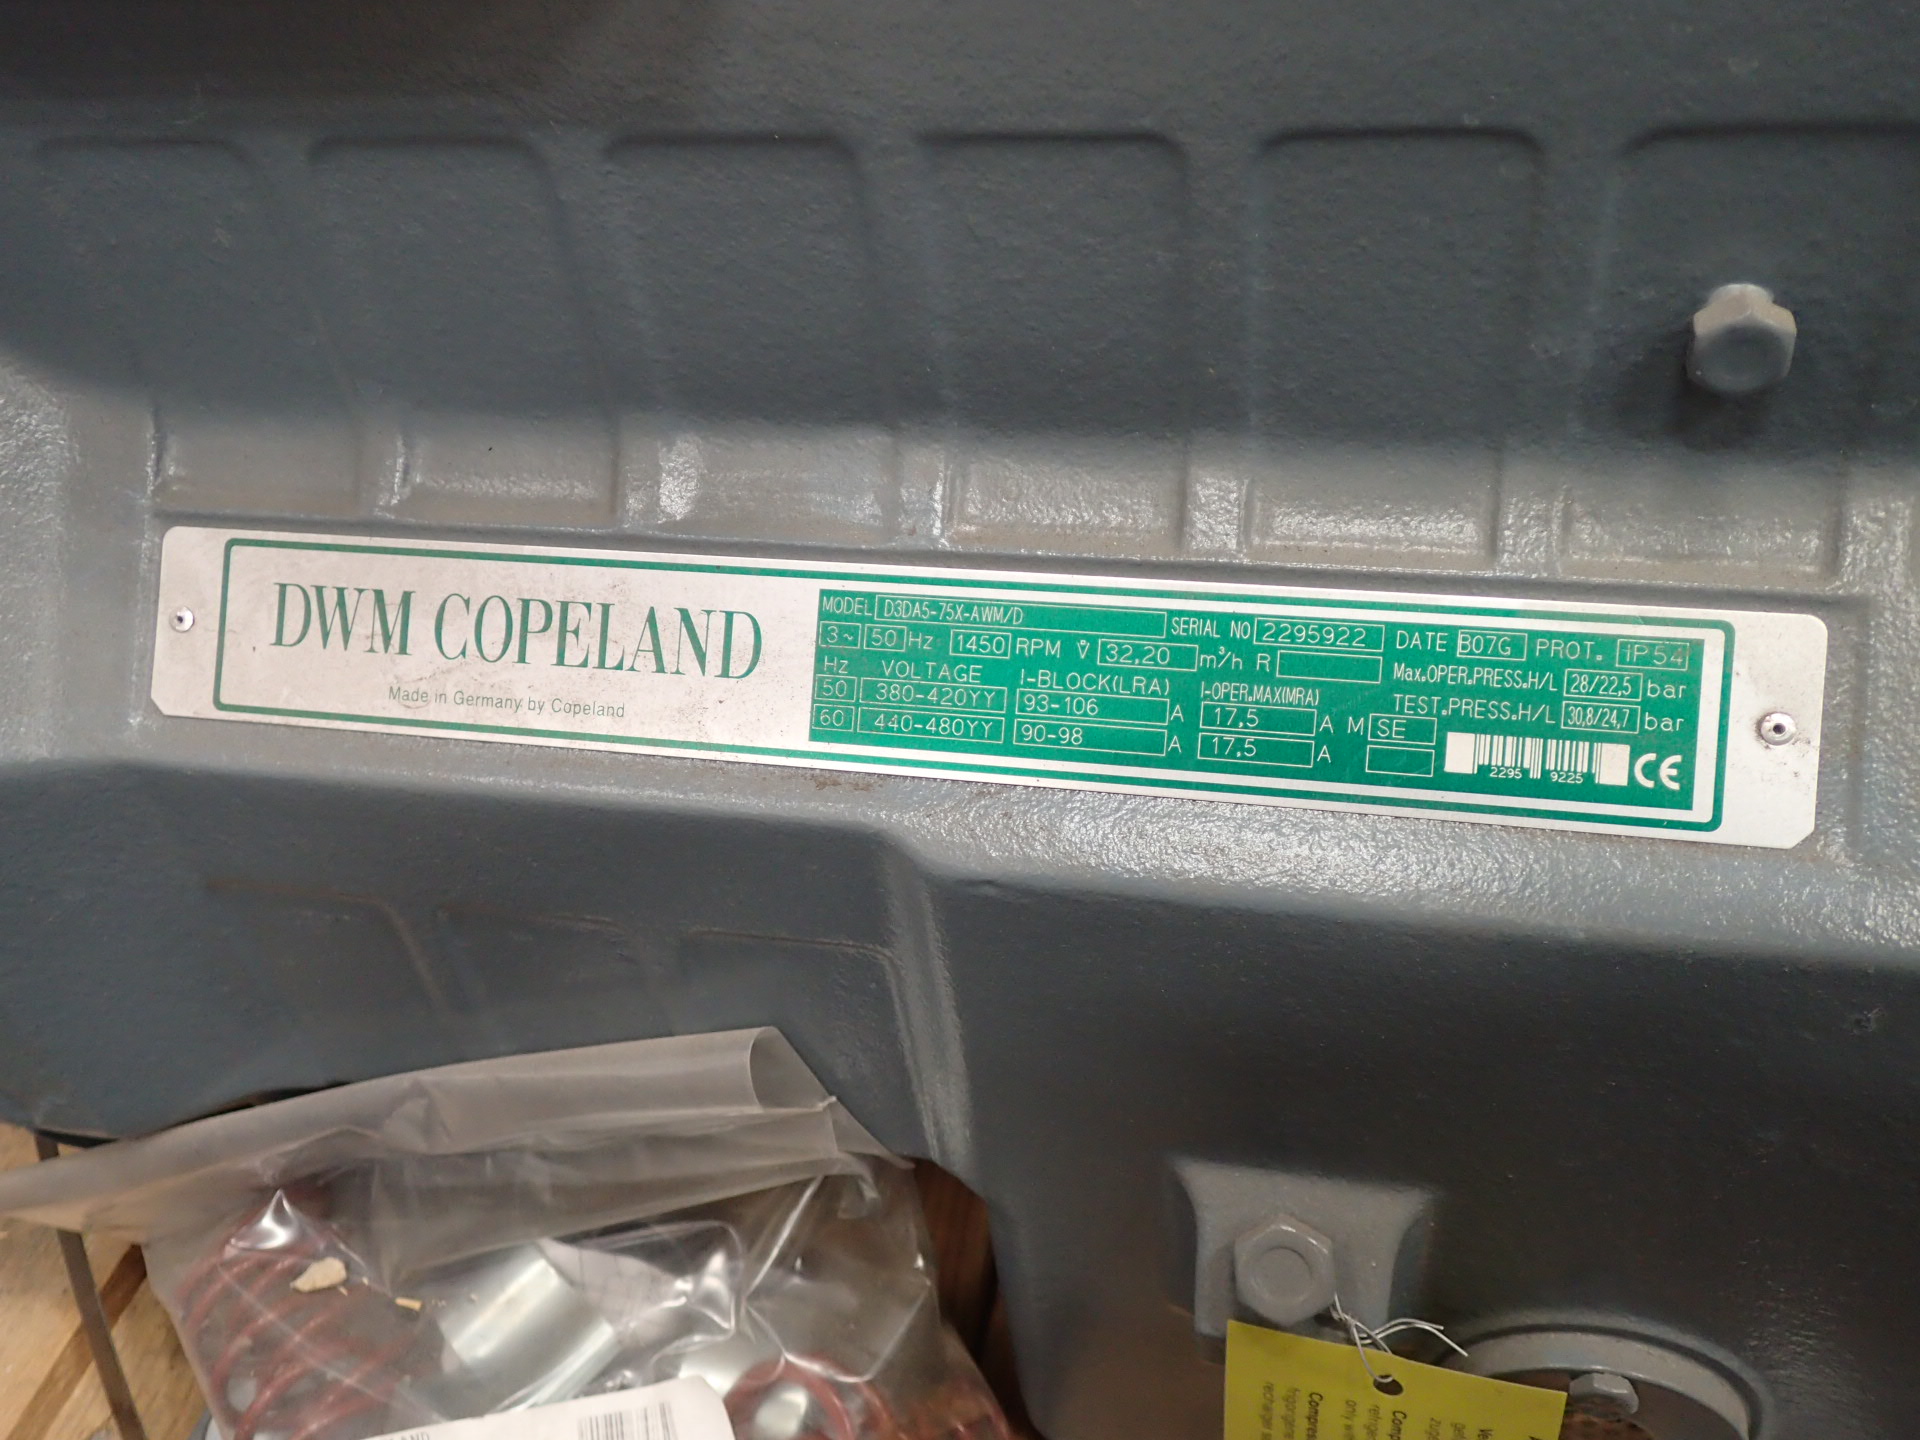 DWM COPELAND
Made in Germany by Copeland
MODEL D3DA5-75X-AWM/D SERIAL NO 2295922 DATE B07G PROT. IP54
3~ 50 Hz 1450 RPM V̇ 32,20 m³/h R Max.OPER.PRESS.H/L 28/22,5 bar
Hz VOLTAGE I-BLOCK(LRA) I-OPER.MAX(MRA) TEST.PRESS.H/L 30,8/24,7 bar
50 380-420YY 93-106 A 17,5 A M SE
60 440-480YY 90-98 A 17,5 A
2295 9225 CE